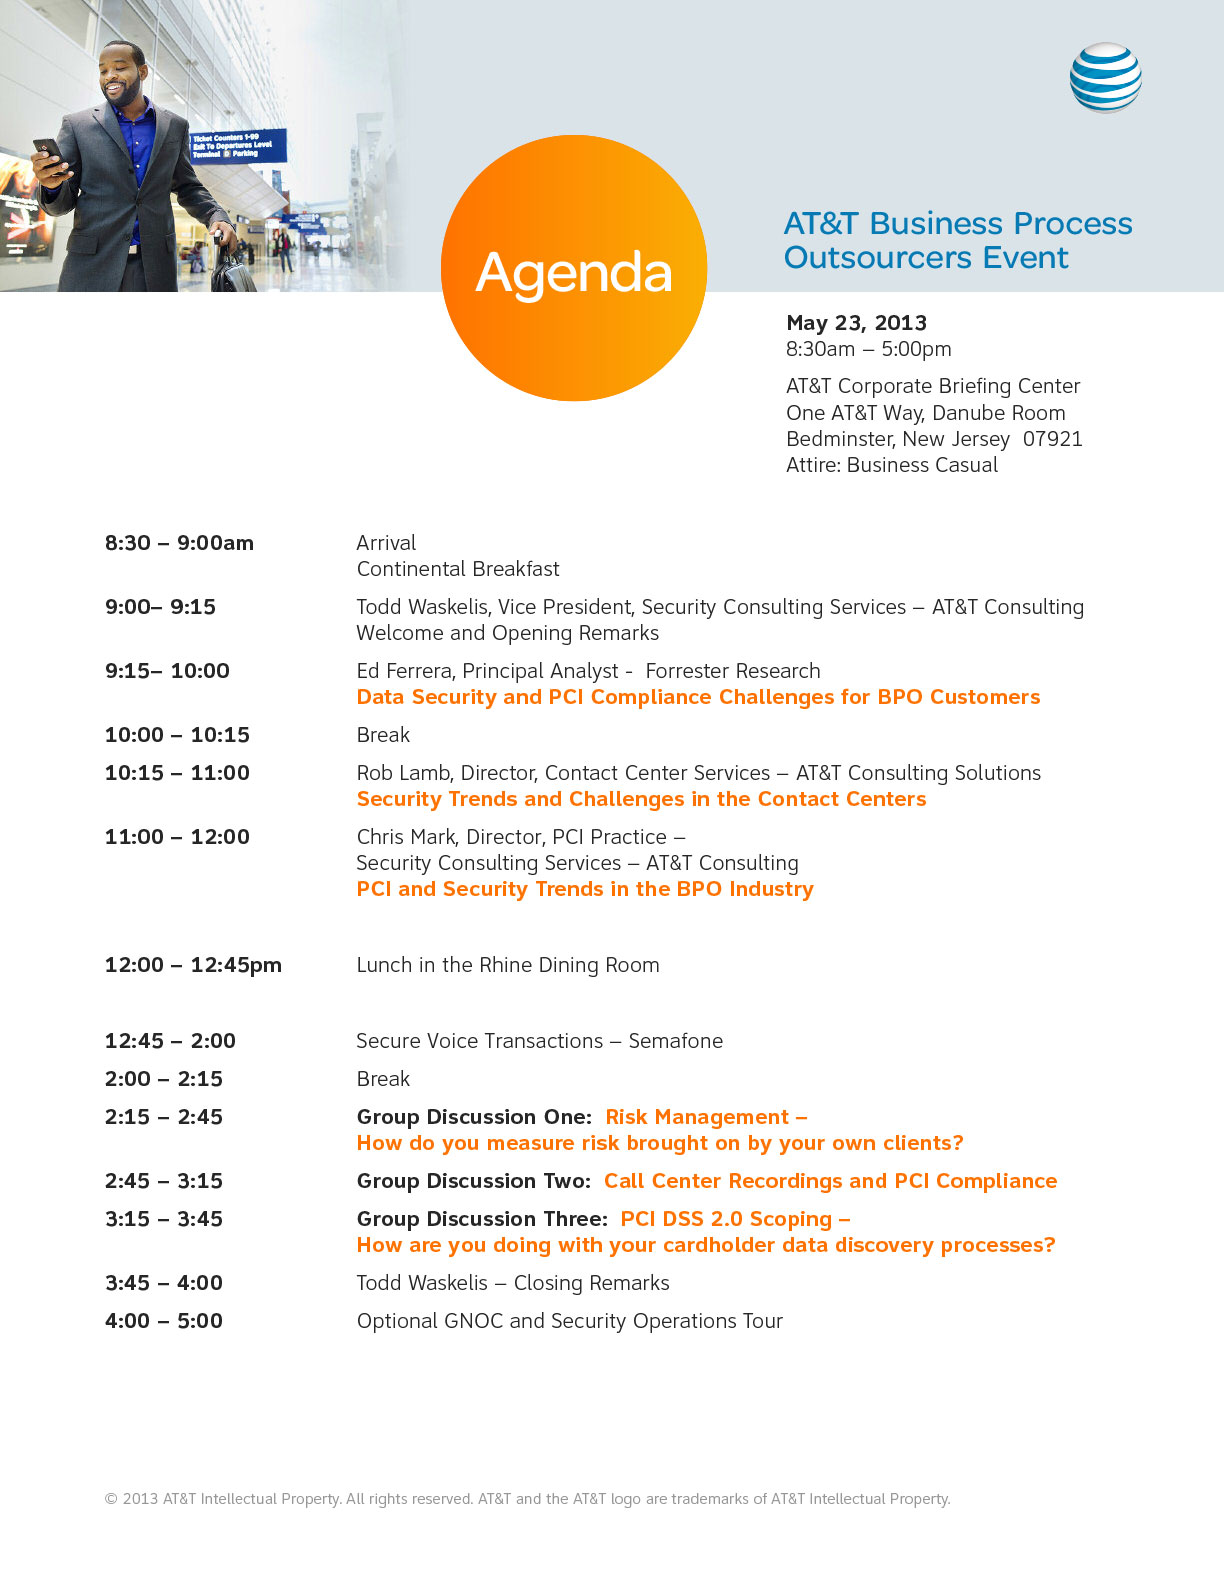 Ticket Counters 1-99
Exit To Departures Level
Terminal D Parking
Agenda
AT&T Business Process
Outsourcers Event
May 23, 2013
8:30am – 5:00pm
AT&T Corporate Briefing Center
One AT&T Way, Danube Room
Bedminster, New Jersey  07921
Attire: Business Casual
8:30 – 9:00am Arrival
Continental Breakfast
9:00– 9:15 Todd Waskelis, Vice President, Security Consulting Services – AT&T Consulting
Welcome and Opening Remarks
9:15– 10:00 Ed Ferrera, Principal Analyst -  Forrester Research
Data Security and PCI Compliance Challenges for BPO Customers
10:00 – 10:15 Break
10:15 – 11:00 Rob Lamb, Director, Contact Center Services – AT&T Consulting Solutions
Security Trends and Challenges in the Contact Centers
11:00 – 12:00 Chris Mark, Director, PCI Practice –
Security Consulting Services – AT&T Consulting
PCI and Security Trends in the BPO Industry
12:00 – 12:45pm Lunch in the Rhine Dining Room
12:45 – 2:00 Secure Voice Transactions – Semafone
2:00 – 2:15 Break
2:15 – 2:45 Group Discussion One:  Risk Management –
How do you measure risk brought on by your own clients?
2:45 – 3:15 Group Discussion Two:  Call Center Recordings and PCI Compliance
3:15 – 3:45 Group Discussion Three:  PCI DSS 2.0 Scoping –
How are you doing with your cardholder data discovery processes?
3:45 – 4:00 Todd Waskelis – Closing Remarks
4:00 – 5:00 Optional GNOC and Security Operations Tour
© 2013 AT&T Intellectual Property. All rights reserved. AT&T and the AT&T logo are trademarks of AT&T Intellectual Property.